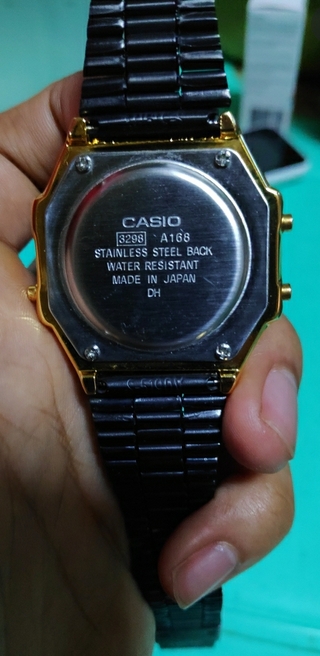 CASIO
3298 A168
STAINLESS STEEL BACK
WATER RESISTANT
MADE IN JAPAN
DH